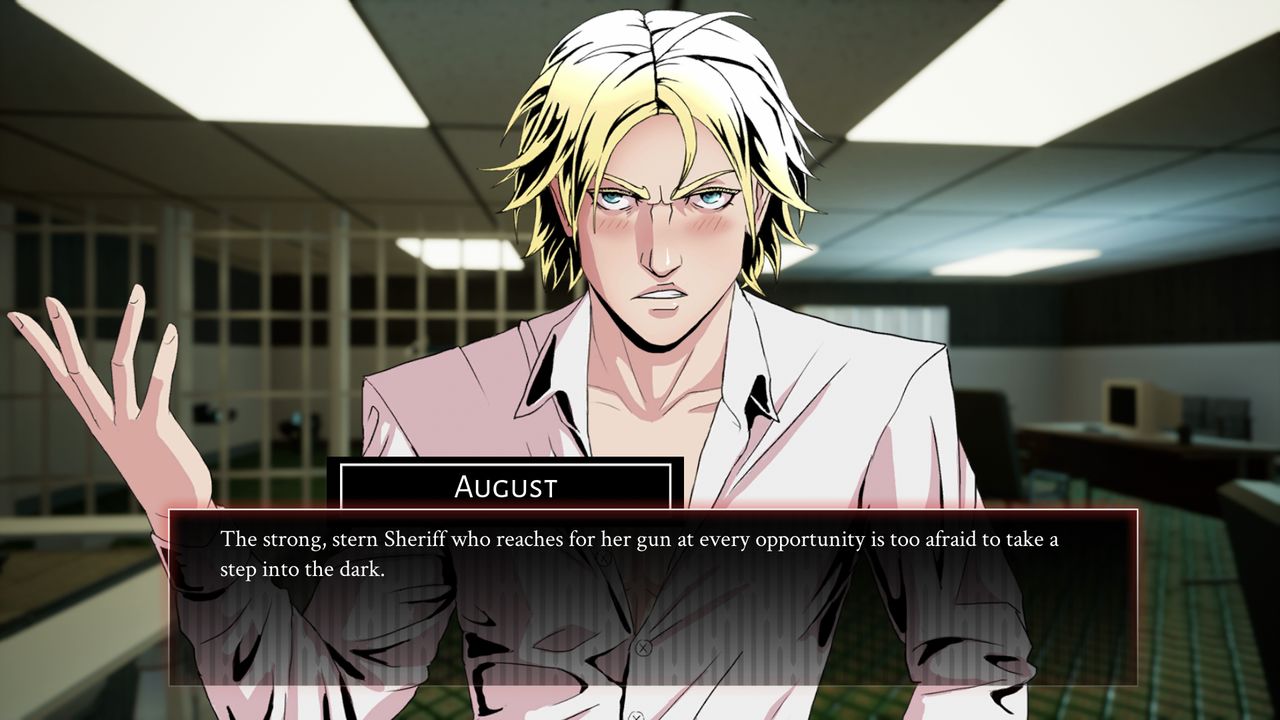 August
The strong, stern Sheriff who reaches for her gun at every opportunity is too afraid to take a
step into the dark.